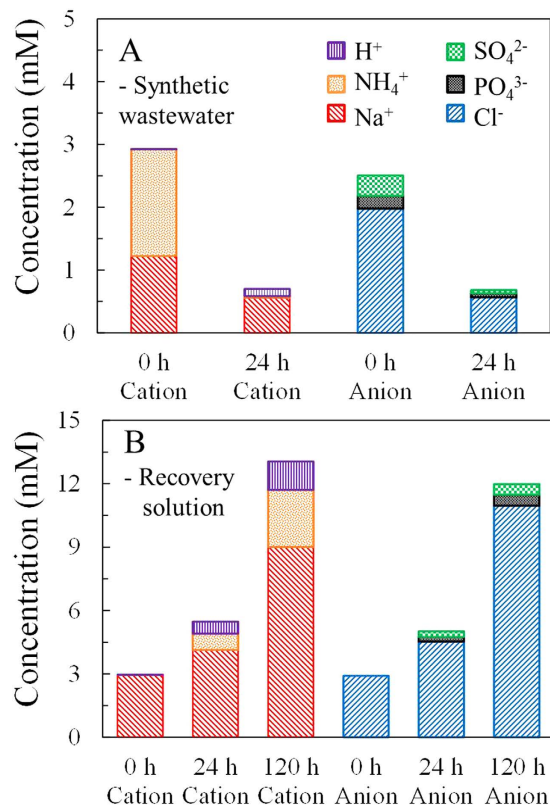 Concentration (mM)
5
4
3
2
1
0
A
- Synthetic
wastewater
H⁺
NH₄⁺
Na⁺
SO₄²⁻
PO₄³⁻
Cl⁻
0 h
Cation
24 h
Cation
0 h
Anion
24 h
Anion
Concentration (mM)
15
12
9
6
3
0
B
- Recovery
solution
0 h
Cation
24 h
Cation
120 h
Cation
0 h
Anion
24 h
Anion
120 h
Anion